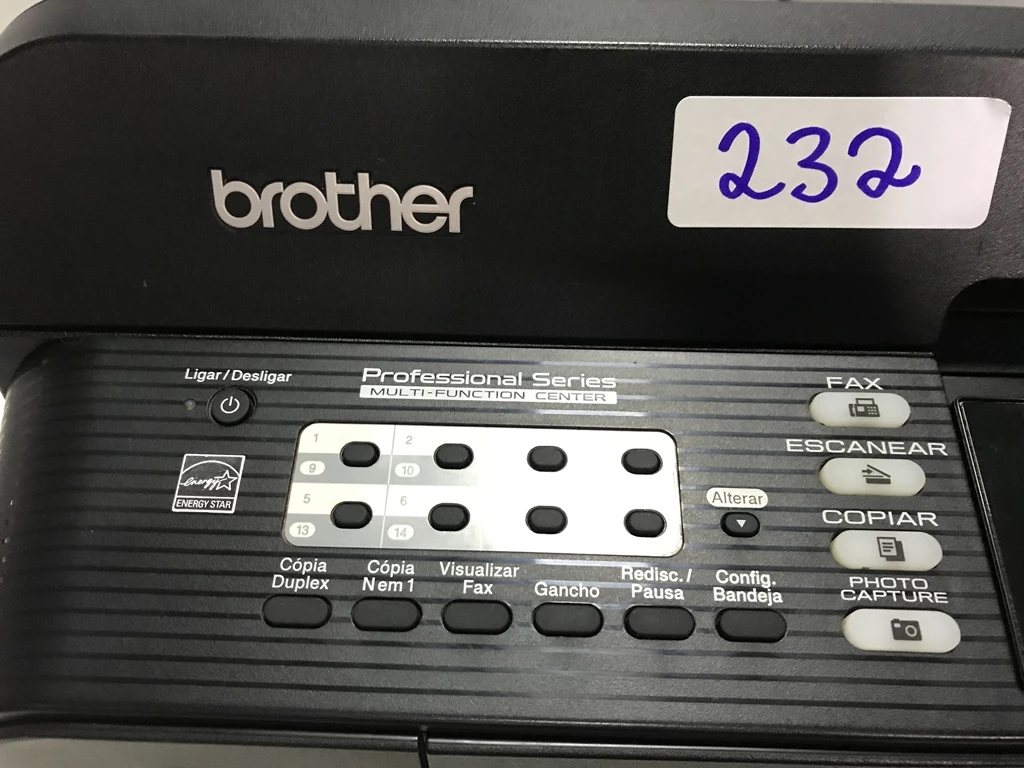 232
brother
Ligar/Desligar
Professional Series
MULTI-FUNCTION CENTER
FAX
1
2
9
10
energy
ENERGY STAR
ESCANEAR
5
6
13
14
Alterar
COPIAR
Cópia
Duplex
Cópia
N em 1
Visualizar
Fax
Gancho
Redisc. /
Pausa
Config.
Bandeja
PHOTO
CAPTURE